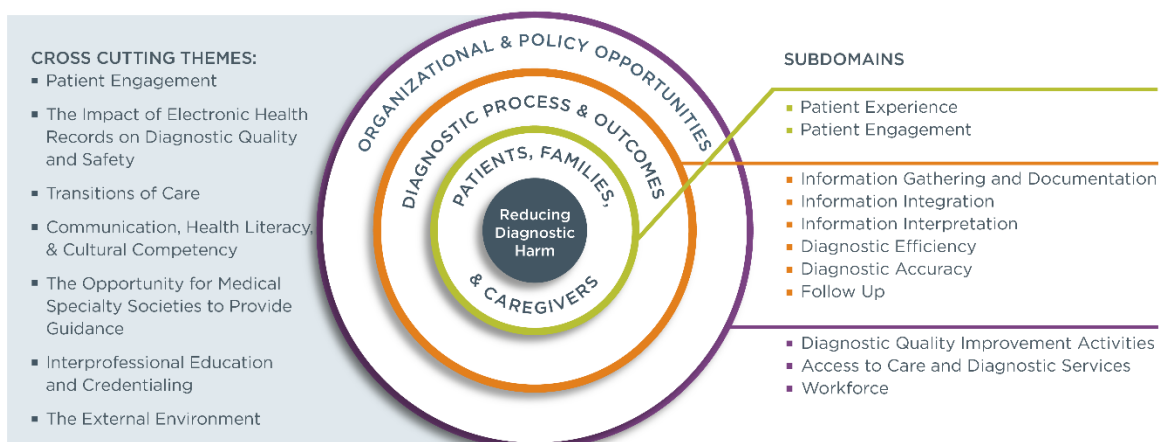 CROSS CUTTING THEMES:
▪ Patient Engagement
▪ The Impact of Electronic Health
Records on Diagnostic Quality
and Safety
▪ Transitions of Care
▪ Communication, Health Literacy,
& Cultural Competency
▪ The Opportunity for Medical
Specialty Societies to Provide
Guidance
▪ Interprofessional Education
and Credentialing
▪ The External Environment
ORGANIZATIONAL & POLICY OPPORTUNITIES
DIAGNOSTIC PROCESS & OUTCOMES
PATIENTS, FAMILIES,
& CAREGIVERS
Reducing
Diagnostic
Harm
SUBDOMAINS
▪ Patient Experience
▪ Patient Engagement
▪ Information Gathering and Documentation
▪ Information Integration
▪ Information Interpretation
▪ Diagnostic Efficiency
▪ Diagnostic Accuracy
▪ Follow Up
▪ Diagnostic Quality Improvement Activities
▪ Access to Care and Diagnostic Services
▪ Workforce